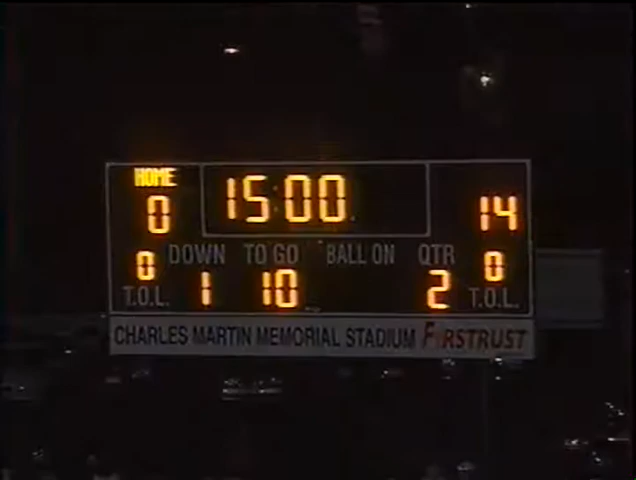 HOME
15:00
0
14
DOWN TO GO BALL ON QTR
0 0
T.O.L. 1 10 2 T.O.L.
CHARLES MARTIN MEMORIAL STADIUM FIRSTRUST